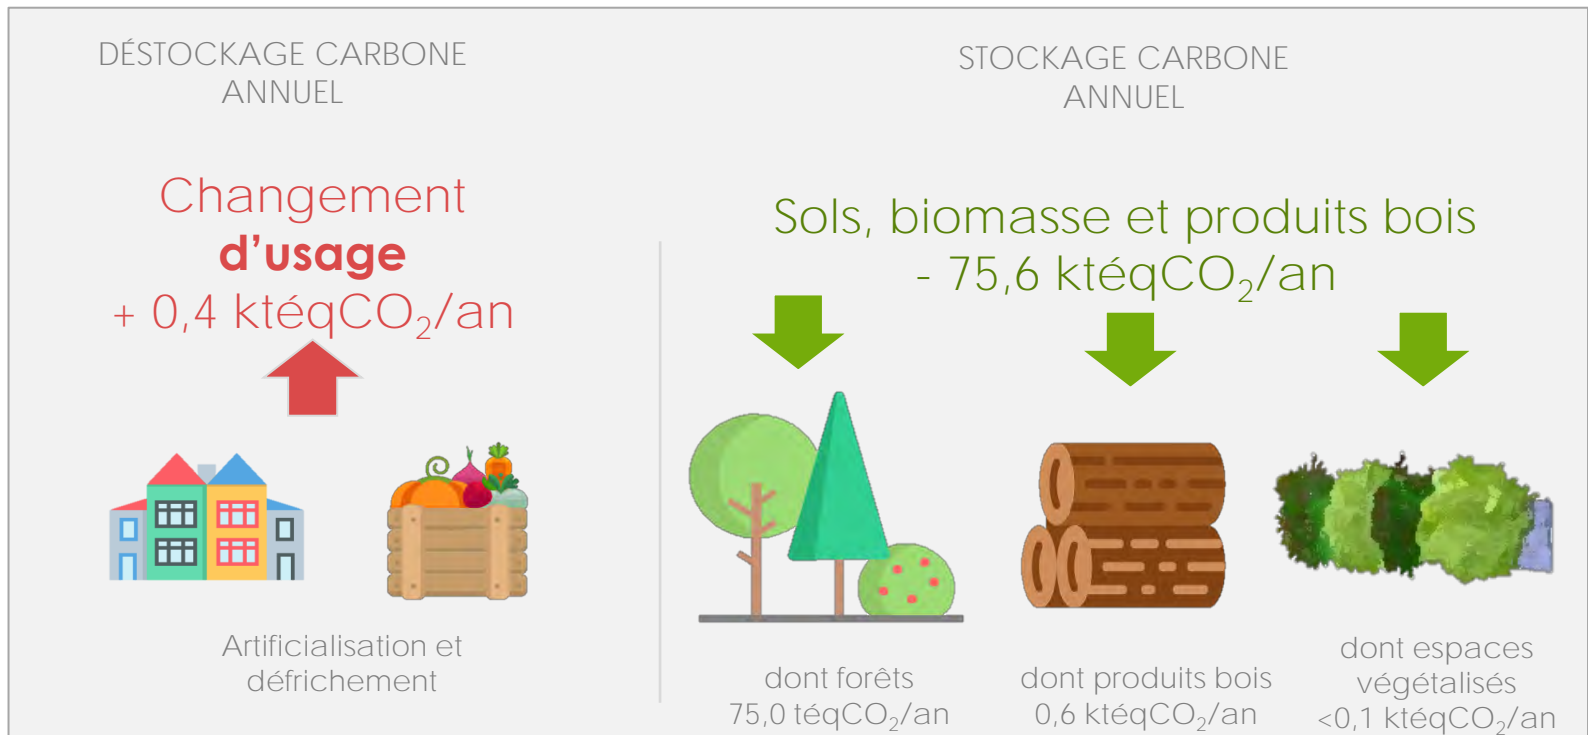 DÉSTOCKAGE CARBONE
ANNUEL
Changement
d’usage
+ 0,4 ktéqCO₂/an
Artificialisation et
défrichement
STOCKAGE CARBONE
ANNUEL
Sols, biomasse et produits bois
- 75,6 ktéqCO₂/an
dont forêts
75,0 téqCO₂/an
dont produits bois
0,6 ktéqCO₂/an
dont espaces
végétalisés
<0,1 ktéqCO₂/an